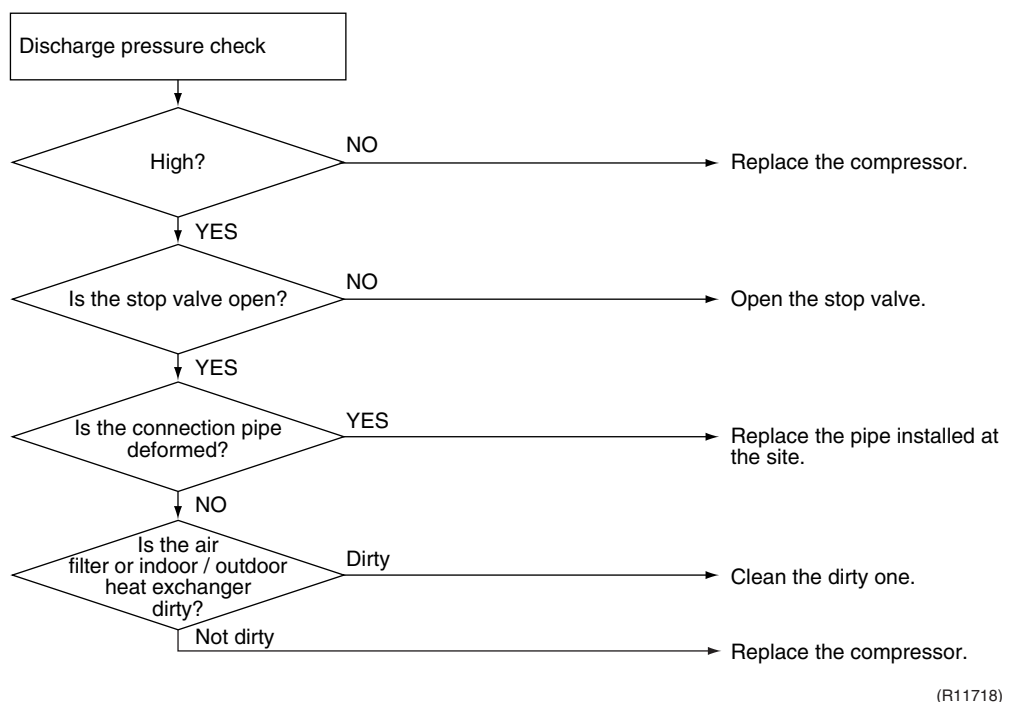 Discharge pressure check
High?
NO
Replace the compressor.
YES
Is the stop valve open?
NO
Open the stop valve.
YES
Is the connection pipe
deformed?
YES
Replace the pipe installed at
the site.
NO
Is the air
filter or indoor / outdoor
heat exchanger
dirty?
Dirty
Clean the dirty one.
Not dirty
Replace the compressor.
(R11718)